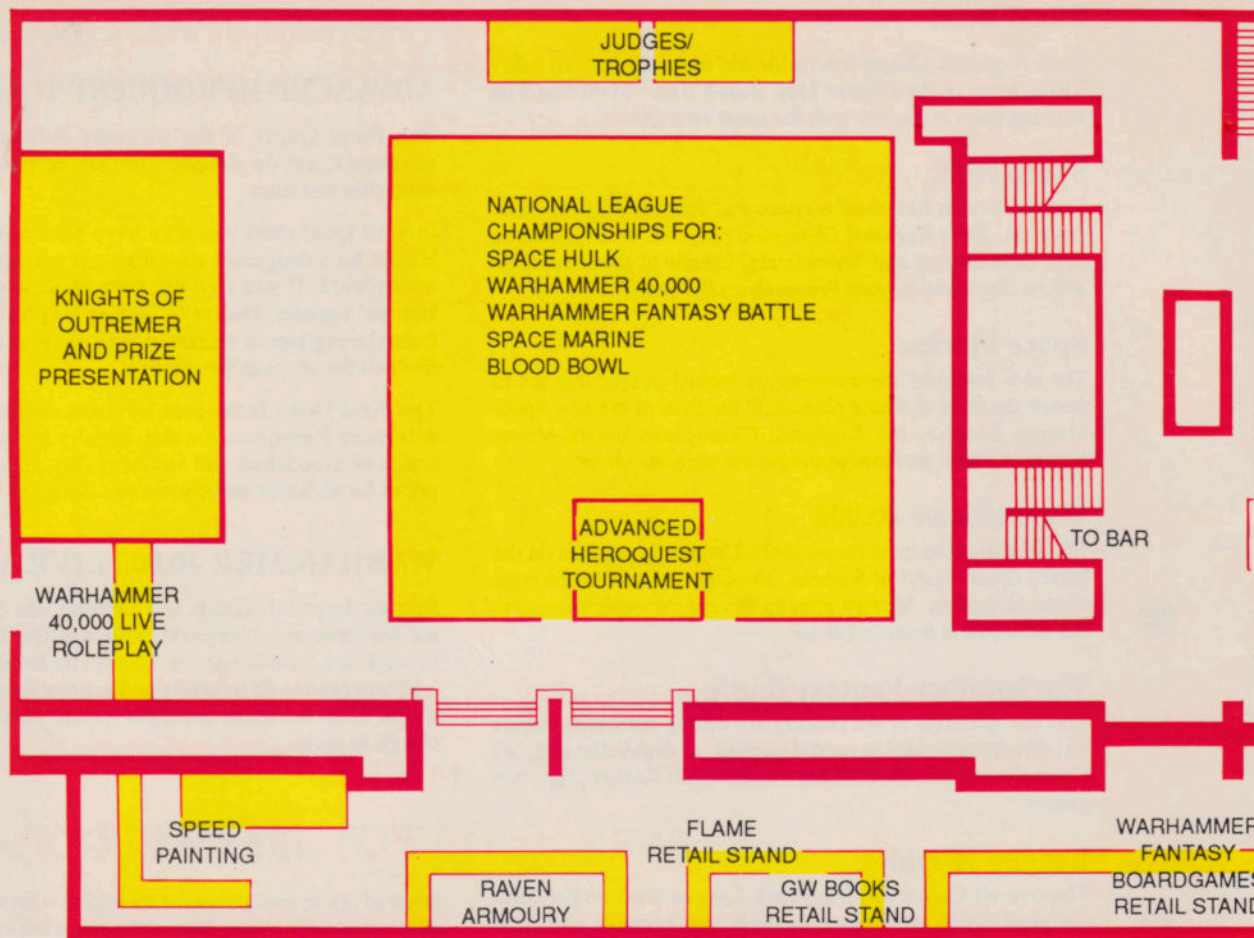 JUDGES/
TROPHIES
KNIGHTS OF
OUTREMER
AND PRIZE
PRESENTATION
NATIONAL LEAGUE
CHAMPIONSHIPS FOR:
SPACE HULK
WARHAMMER 40,000
WARHAMMER FANTASY BATTLE
SPACE MARINE
BLOOD BOWL
ADVANCED
HEROQUEST
TOURNAMENT
TO BAR
WARHAMMER
40,000 LIVE
ROLEPLAY
SPEED
PAINTING
RAVEN
ARMOURY
FLAME
RETAIL STAND
GW BOOKS
RETAIL STAND
WARHAMMER
FANTASY
BOARDGAMES
RETAIL STAND